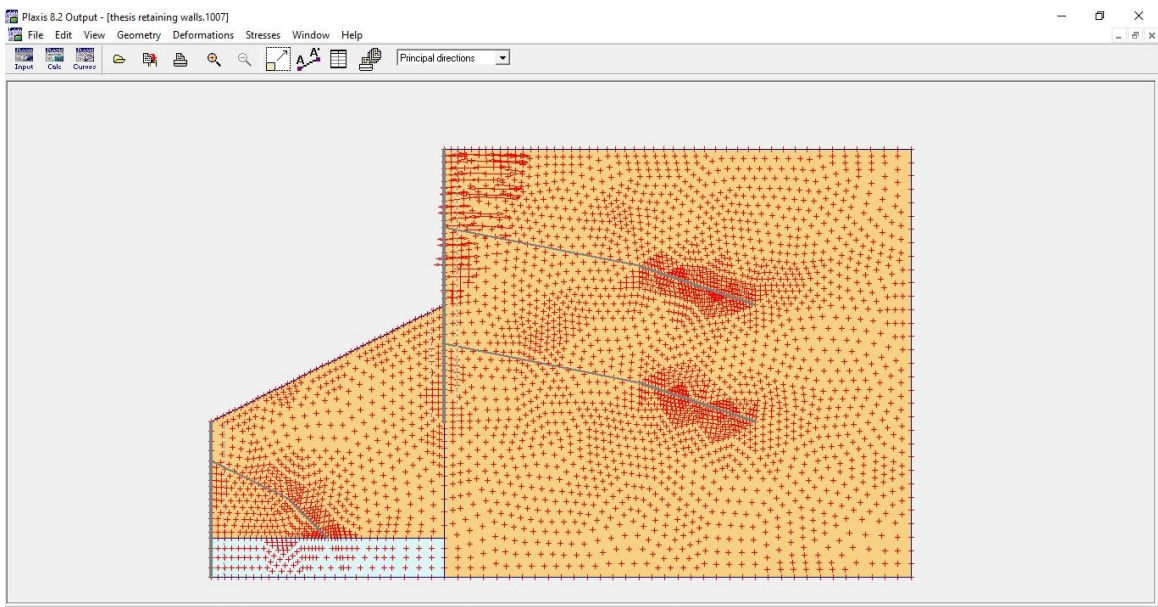 Plaxis 8.2 Output - [thesis retaining walls.1007]
File Edit View Geometry Deformations Stresses Window Help
Input Calc Curves A A' Principal directions